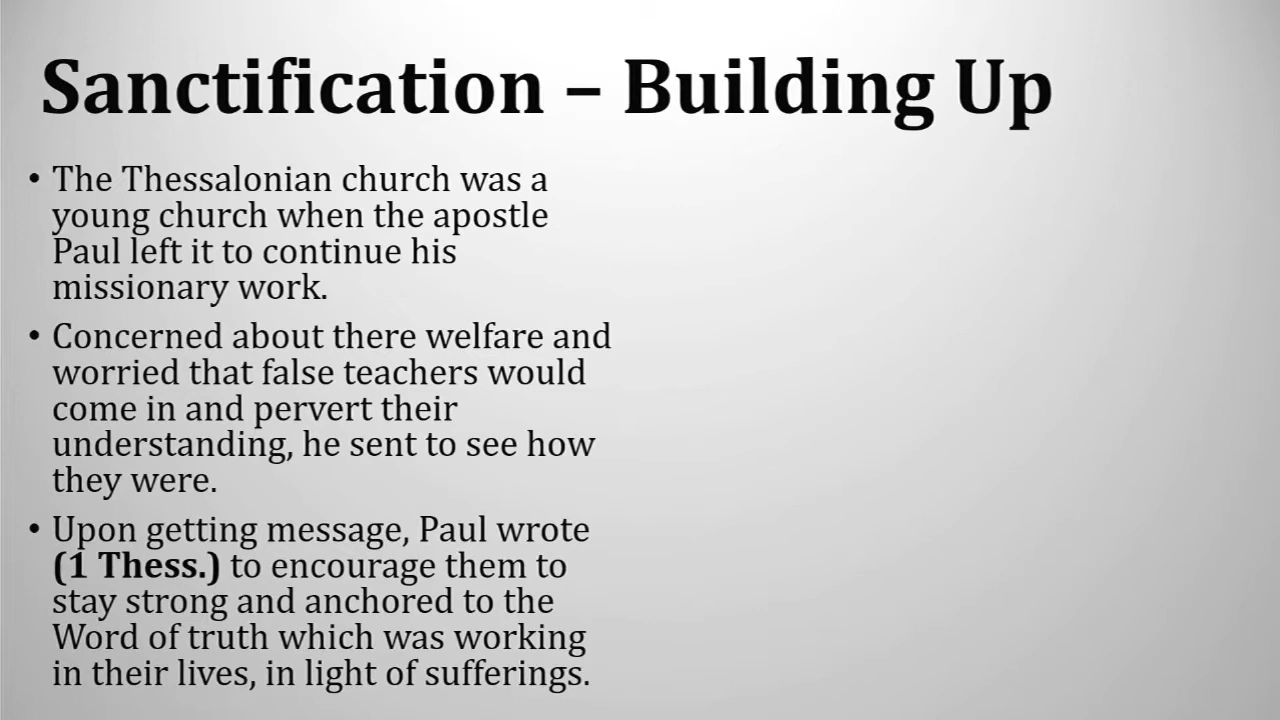 Sanctification – Building Up
• The Thessalonian church was a
young church when the apostle
Paul left it to continue his
missionary work.
• Concerned about there welfare and
worried that false teachers would
come in and pervert their
understanding, he sent to see how
they were.
• Upon getting message, Paul wrote
(1 Thess.) to encourage them to
stay strong and anchored to the
Word of truth which was working
in their lives, in light of sufferings.